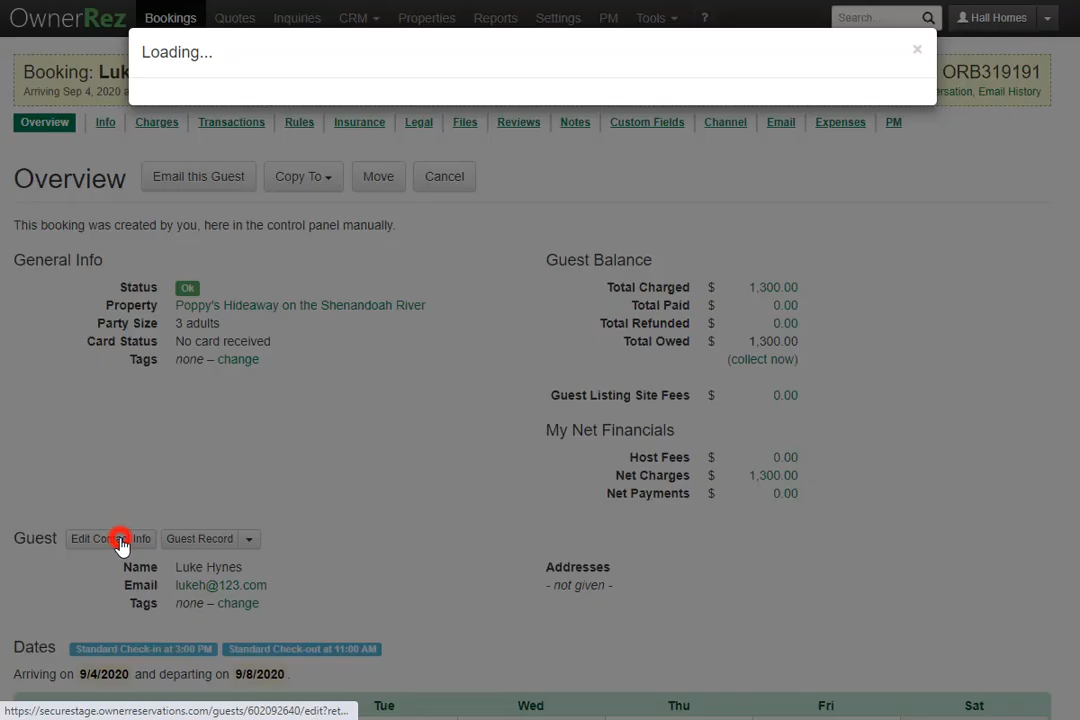 OwnerRez Bookings Quotes Inquiries CRM Properties Reports Settings PM Tools ? Search... Hall Homes
Loading... ×
Booking: Luk ORB319191
Arriving Sep 4, 2020 a ersation, Email History
Overview Info Charges Transactions Rules Insurance Legal Files Reviews Notes Custom Fields Channel Email Expenses PM
Overview Email this Guest Copy To Move Cancel
This booking was created by you, here in the control panel manually.
General Info Guest Balance
Status Ok Total Charged $ 1,300.00
Property Poppy's Hideaway on the Shenandoah River Total Paid $ 0.00
Party Size 3 adults Total Refunded $ 0.00
Card Status No card received Total Owed $ 1,300.00
Tags none – change (collect now)
Guest Listing Site Fees $ 0.00
My Net Financials
Host Fees $ 0.00
Net Charges $ 1,300.00
Net Payments $ 0.00
Guest Edit Co Info Guest Record
Name Luke Hynes Addresses
Email lukeh@123.com - not given -
Tags none – change
Dates Standard Check-in at 3:00 PM Standard Check-out at 11:00 AM
Arriving on 9/4/2020 and departing on 9/8/2020 .
Tue Wed Thu Fri Sat
https://securestage.ownerreservations.com/guests/602092640/edit?ret...